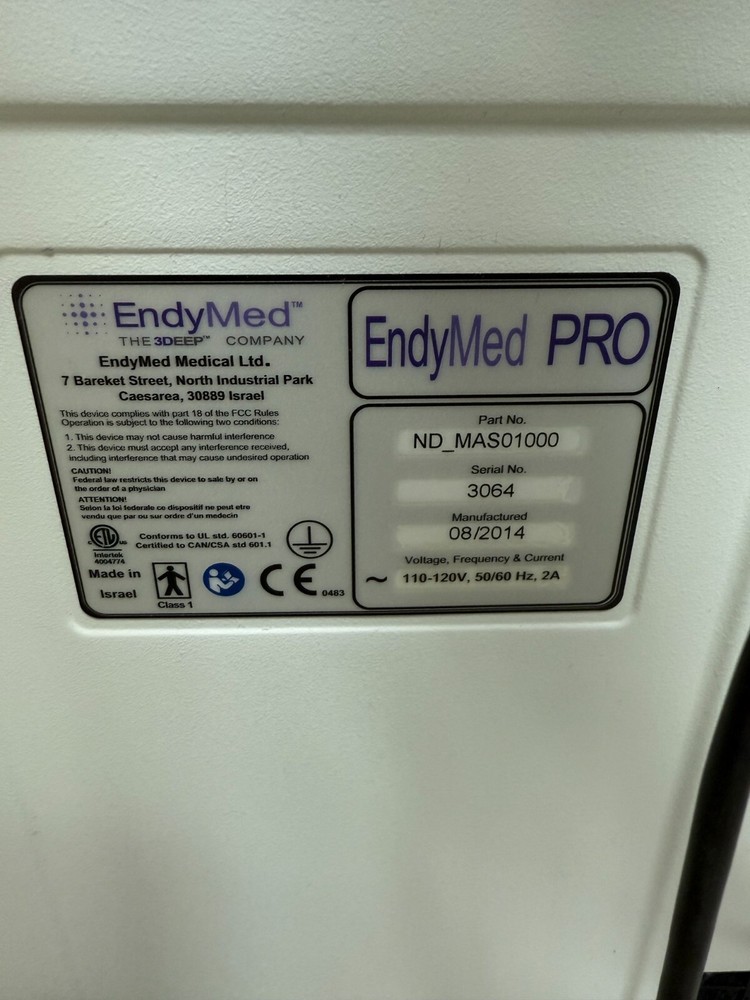 EndyMed™
THE 3DEEP™ COMPANY
EndyMed Medical Ltd.
7 Bareket Street, North Industrial Park
Caesarea, 30889 Israel
This device complies with part 18 of the FCC Rules
Operation is subject to the following two conditions:
1. This device may not cause harmful interference
2. This device must accept any interference received,
including interference that may cause undesired operation
CAUTION!
Federal law restricts this device to sale by or on
the order of a physician
ATTENTION!
Selon la loi federale ce dispositif ne peut etre
vendu que par ou sur ordre d'un medecin
ETL
Intertek
4004774
Conforms to UL std. 60601-1
Certified to CAN/CSA std 601.1
Made in
Israel
Class 1
CE 0483
EndyMed PRO
Part No.
ND_MAS01000
Serial No.
3064
Manufactured
08/2014
Voltage, Frequency & Current
~ 110-120V, 50/60 Hz, 2A